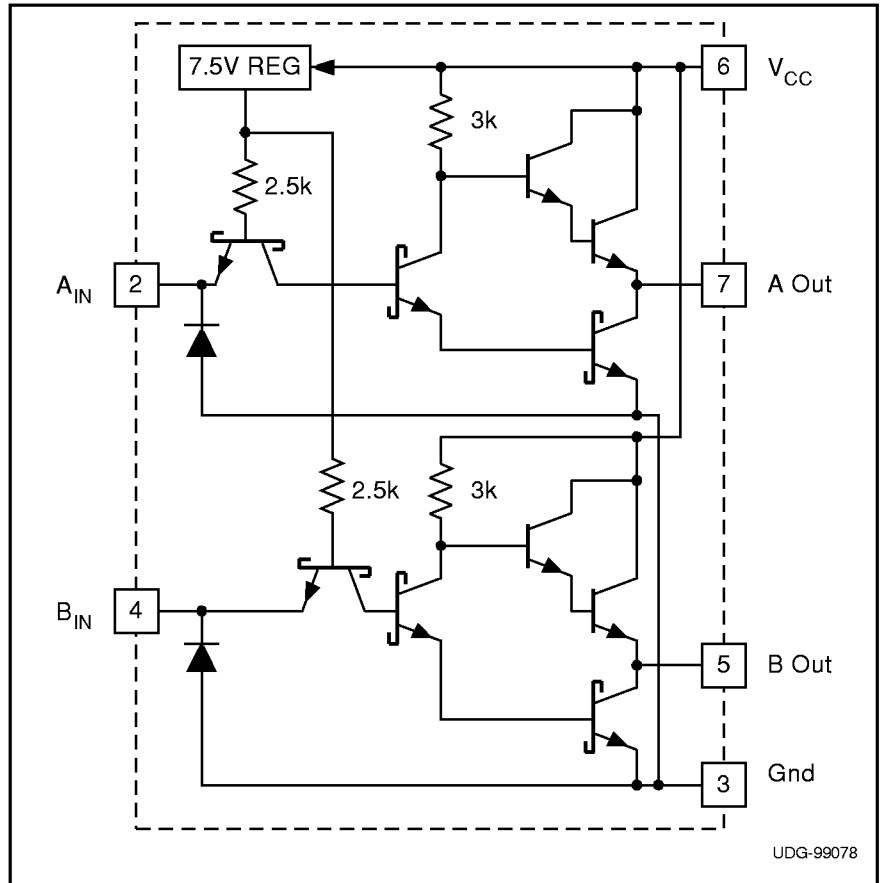 7.5V REG
6 VCC
3k
2.5k
AIN 2
7 A Out
2.5k
3k
BIN 4
5 B Out
3 Gnd
UDG-99078